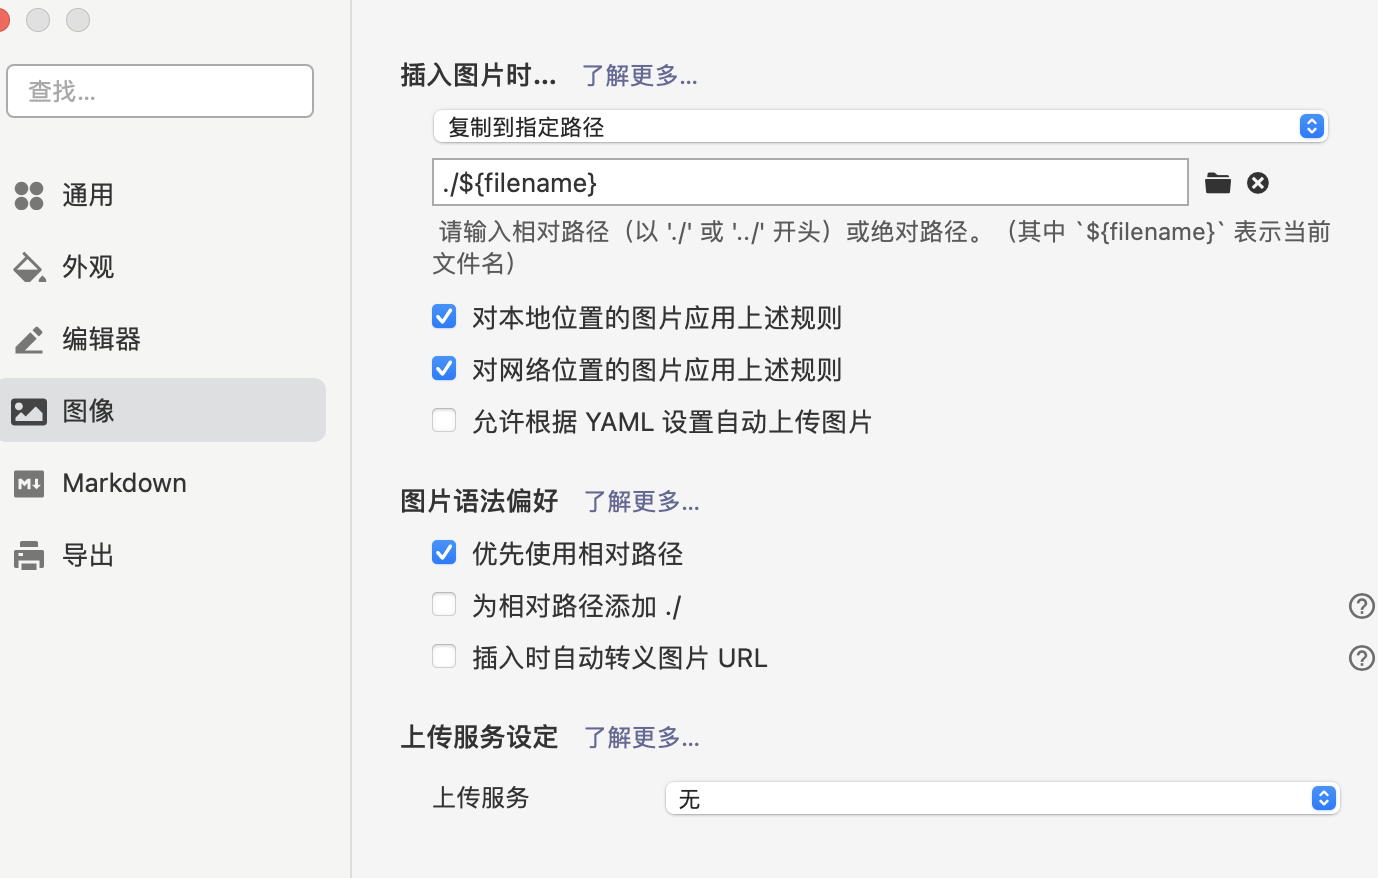 查找...
通用
外观
编辑器
图像
Markdown
导出
插入图片时... 了解更多...
复制到指定路径
./${filename}
请输入相对路径（以 './' 或 '../' 开头）或绝对路径。（其中 `${filename}` 表示当前
文件名）
对本地位置的图片应用上述规则
对网络位置的图片应用上述规则
允许根据 YAML 设置自动上传图片
图片语法偏好 了解更多...
优先使用相对路径
为相对路径添加 ./
插入时自动转义图片 URL
上传服务设定 了解更多...
上传服务 无